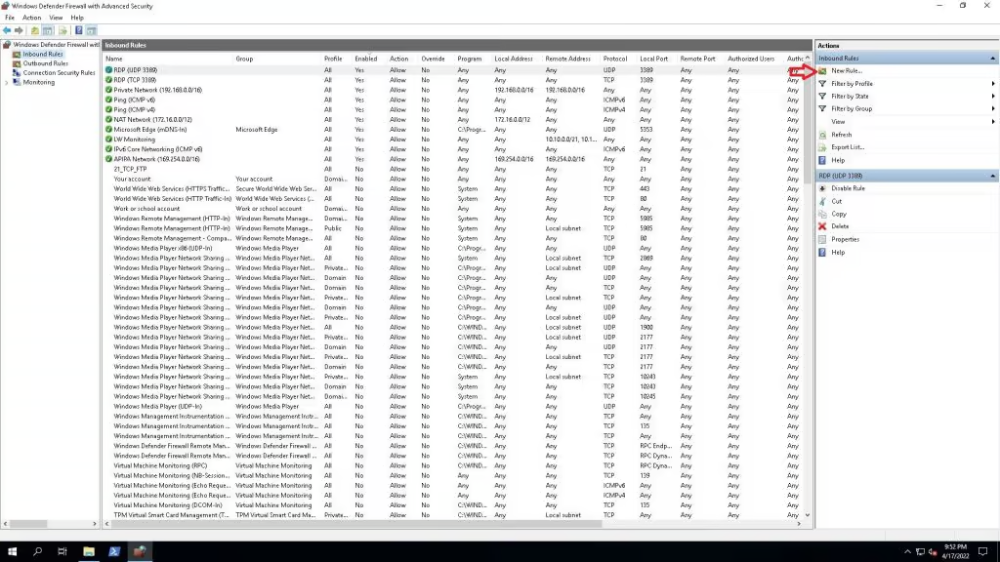 Windows Defender Firewall with Advanced Security
File Action View Help
Windows Defender Firewall with
Inbound Rules
Outbound Rules
Connection Security Rules
Monitoring
Inbound Rules
Name Group Profile Enabled Action Override Program Local Address Remote Address Protocol Local Port Remote Port Authorized Users
RDP (UDP 3389) All Yes Allow No Any Any Any UDP 3389 Any Any Any
RDP (TCP 3389) All Yes Allow No Any Any Any TCP 3389 Any Any Any
Private Network (192.168.0.0/16) All Yes Allow No Any 192.168.0.0/16 192.168.0.0/16 Any Any Any Any Any
Ping (ICMP v6) All Yes Allow No Any Any Any ICMPv6 Any Any Any Any
Ping (ICMP v4) All Yes Allow No Any Any Any ICMPv4 Any Any Any Any
NAT Network (172.16.0.0/12) All Yes Allow No Any 172.16.0.0/12 Any Any Any Any Any Any
Microsoft Edge (mDNS-In) Microsoft Edge All Yes Allow No C:\Progr... Any Any UDP 5353 Any Any Any
LW Monitoring All Yes Allow No Any Any 10.10.0.0/21, 10.1... Any Any Any Any Any
IPv6 Core Networking (ICMP v6) All Yes Allow No Any Any Any ICMPv6 Any Any Any Any
APIPA Network (169.254.0.0/16) All Yes Allow No Any 169.254.0.0/16 169.254.0.0/16 Any Any Any Any Any
21_TCP_FTP All No Allow No Any Any Any TCP 21 Any Any Any
Your account Your account Domai... No Allow No Any Any Any Any Any Any Any Any
World Wide Web Services (HTTPS Traffic... Secure World Wide Web Ser... All No Allow No System Any Any TCP 443 Any Any Any
World Wide Web Services (HTTP Traffic-In) World Wide Web Services (... All No Allow No System Any Any TCP 80 Any Any Any
Work or school account Work or school account Domai... No Allow No Any Any Any Any Any Any Any Any
Windows Remote Management (HTTP-In) Windows Remote Manage... Domai... No Allow No System Any Any TCP 5985 Any Any Any
Windows Remote Management (HTTP-In) Windows Remote Manage... Public No Allow No System Any Local subnet TCP 5985 Any Any Any
Windows Remote Management - Compa... Windows Remote Manage... All No Allow No System Any Any TCP 80 Any Any Any
Windows Media Player x86 (UDP-In) Windows Media Player All No Allow No C:\Progr... Any Any UDP Any Any Any Any
Windows Media Player Network Sharing ... Windows Media Player Net... All No Allow No System Any Local subnet TCP 2869 Any Any Any
Windows Media Player Network Sharing ... Windows Media Player Net... Private... No Allow No C:\Progr... Any Local subnet UDP Any Any Any Any
Windows Media Player Network Sharing ... Windows Media Player Net... Domain No Allow No C:\Progr... Any Any UDP Any Any Any Any
Windows Media Player Network Sharing ... Windows Media Player Net... Domain No Allow No C:\Progr... Any Any TCP Any Any Any Any
Windows Media Player Network Sharing ... Windows Media Player Net... Private... No Allow No C:\Progr... Any Local subnet TCP Any Any Any Any
Windows Media Player Network Sharing ... Windows Media Player Net... Domain No Allow No C:\Progr... Any Any UDP Any Any Any Any
Windows Media Player Network Sharing ... Windows Media Player Net... Private... No Allow No C:\Progr... Any Local subnet UDP Any Any Any Any
Windows Media Player Network Sharing ... Windows Media Player Net... All No Allow No C:\WIND... Any Local subnet UDP 1900 Any Any Any
Windows Media Player Network Sharing ... Windows Media Player Net... Private... No Allow No C:\WIND... Any Local subnet UDP 2177 Any Any Any
Windows Media Player Network Sharing ... Windows Media Player Net... Domain No Allow No C:\WIND... Any Any UDP 2177 Any Any Any
Windows Media Player Network Sharing ... Windows Media Player Net... Private... No Allow No C:\WIND... Any Local subnet TCP 2177 Any Any Any
Windows Media Player Network Sharing ... Windows Media Player Net... Domain No Allow No C:\WIND... Any Any TCP 2177 Any Any Any
Windows Media Player Network Sharing ... Windows Media Player Net... Private... No Allow No System Any Local subnet TCP 10243 Any Any Any
Windows Media Player Network Sharing ... Windows Media Player Net... Domain No Allow No System Any Any TCP 10243 Any Any Any
Windows Media Player Network Sharing ... Windows Media Player Net... Domai... No Allow No System Any Any TCP 10245 Any Any Any
Windows Media Player (UDP-In) Windows Media Player All No Allow No C:\Progr... Any Any UDP Any Any Any Any
Windows Management Instrumentation ... Windows Management Instr... All No Allow No C:\WIND... Any Any TCP Any Any Any Any
Windows Management Instrumentation ... Windows Management Instr... All No Allow No C:\WIND... Any Any TCP 135 Any Any Any
Windows Management Instrumentation ... Windows Management Instr... All No Allow No C:\WIND... Any Any TCP Any Any Any Any
Windows Defender Firewall Remote Man... Windows Defender Firewall ... All No Allow No C:\WIND... Any Any TCP RPC Endp... Any Any Any
Windows Defender Firewall Remote Man... Windows Defender Firewall ... All No Allow No C:\WIND... Any Any TCP RPC Dyna... Any Any Any
Virtual Machine Monitoring (RPC) Virtual Machine Monitoring All No Allow No C:\WIND... Any Any TCP RPC Dyna... Any Any Any
Virtual Machine Monitoring (NB-Session... Virtual Machine Monitoring All No Allow No Any Any Any TCP 139 Any Any Any
Virtual Machine Monitoring (Echo Reque... Virtual Machine Monitoring All No Allow No Any Any Any ICMPv6 Any Any Any Any
Virtual Machine Monitoring (Echo Reque... Virtual Machine Monitoring All No Allow No Any Any Any ICMPv4 Any Any Any Any
Virtual Machine Monitoring (DCOM-In) Virtual Machine Monitoring All No Allow No C:\WIND... Any Any TCP 135 Any Any Any
TPM Virtual Smart Card Management (T... TPM Virtual Smart Card Ma... Private... No Allow No System Any Local subnet TCP Any Any Any Any
Actions
Inbound Rules
New Rule...
Filter by Profile
Filter by State
Filter by Group
View
Refresh
Export List...
Help
RDP (UDP 3389)
Disable Rule
Cut
Copy
Delete
Properties
Help
9:52 PM
4/17/2022